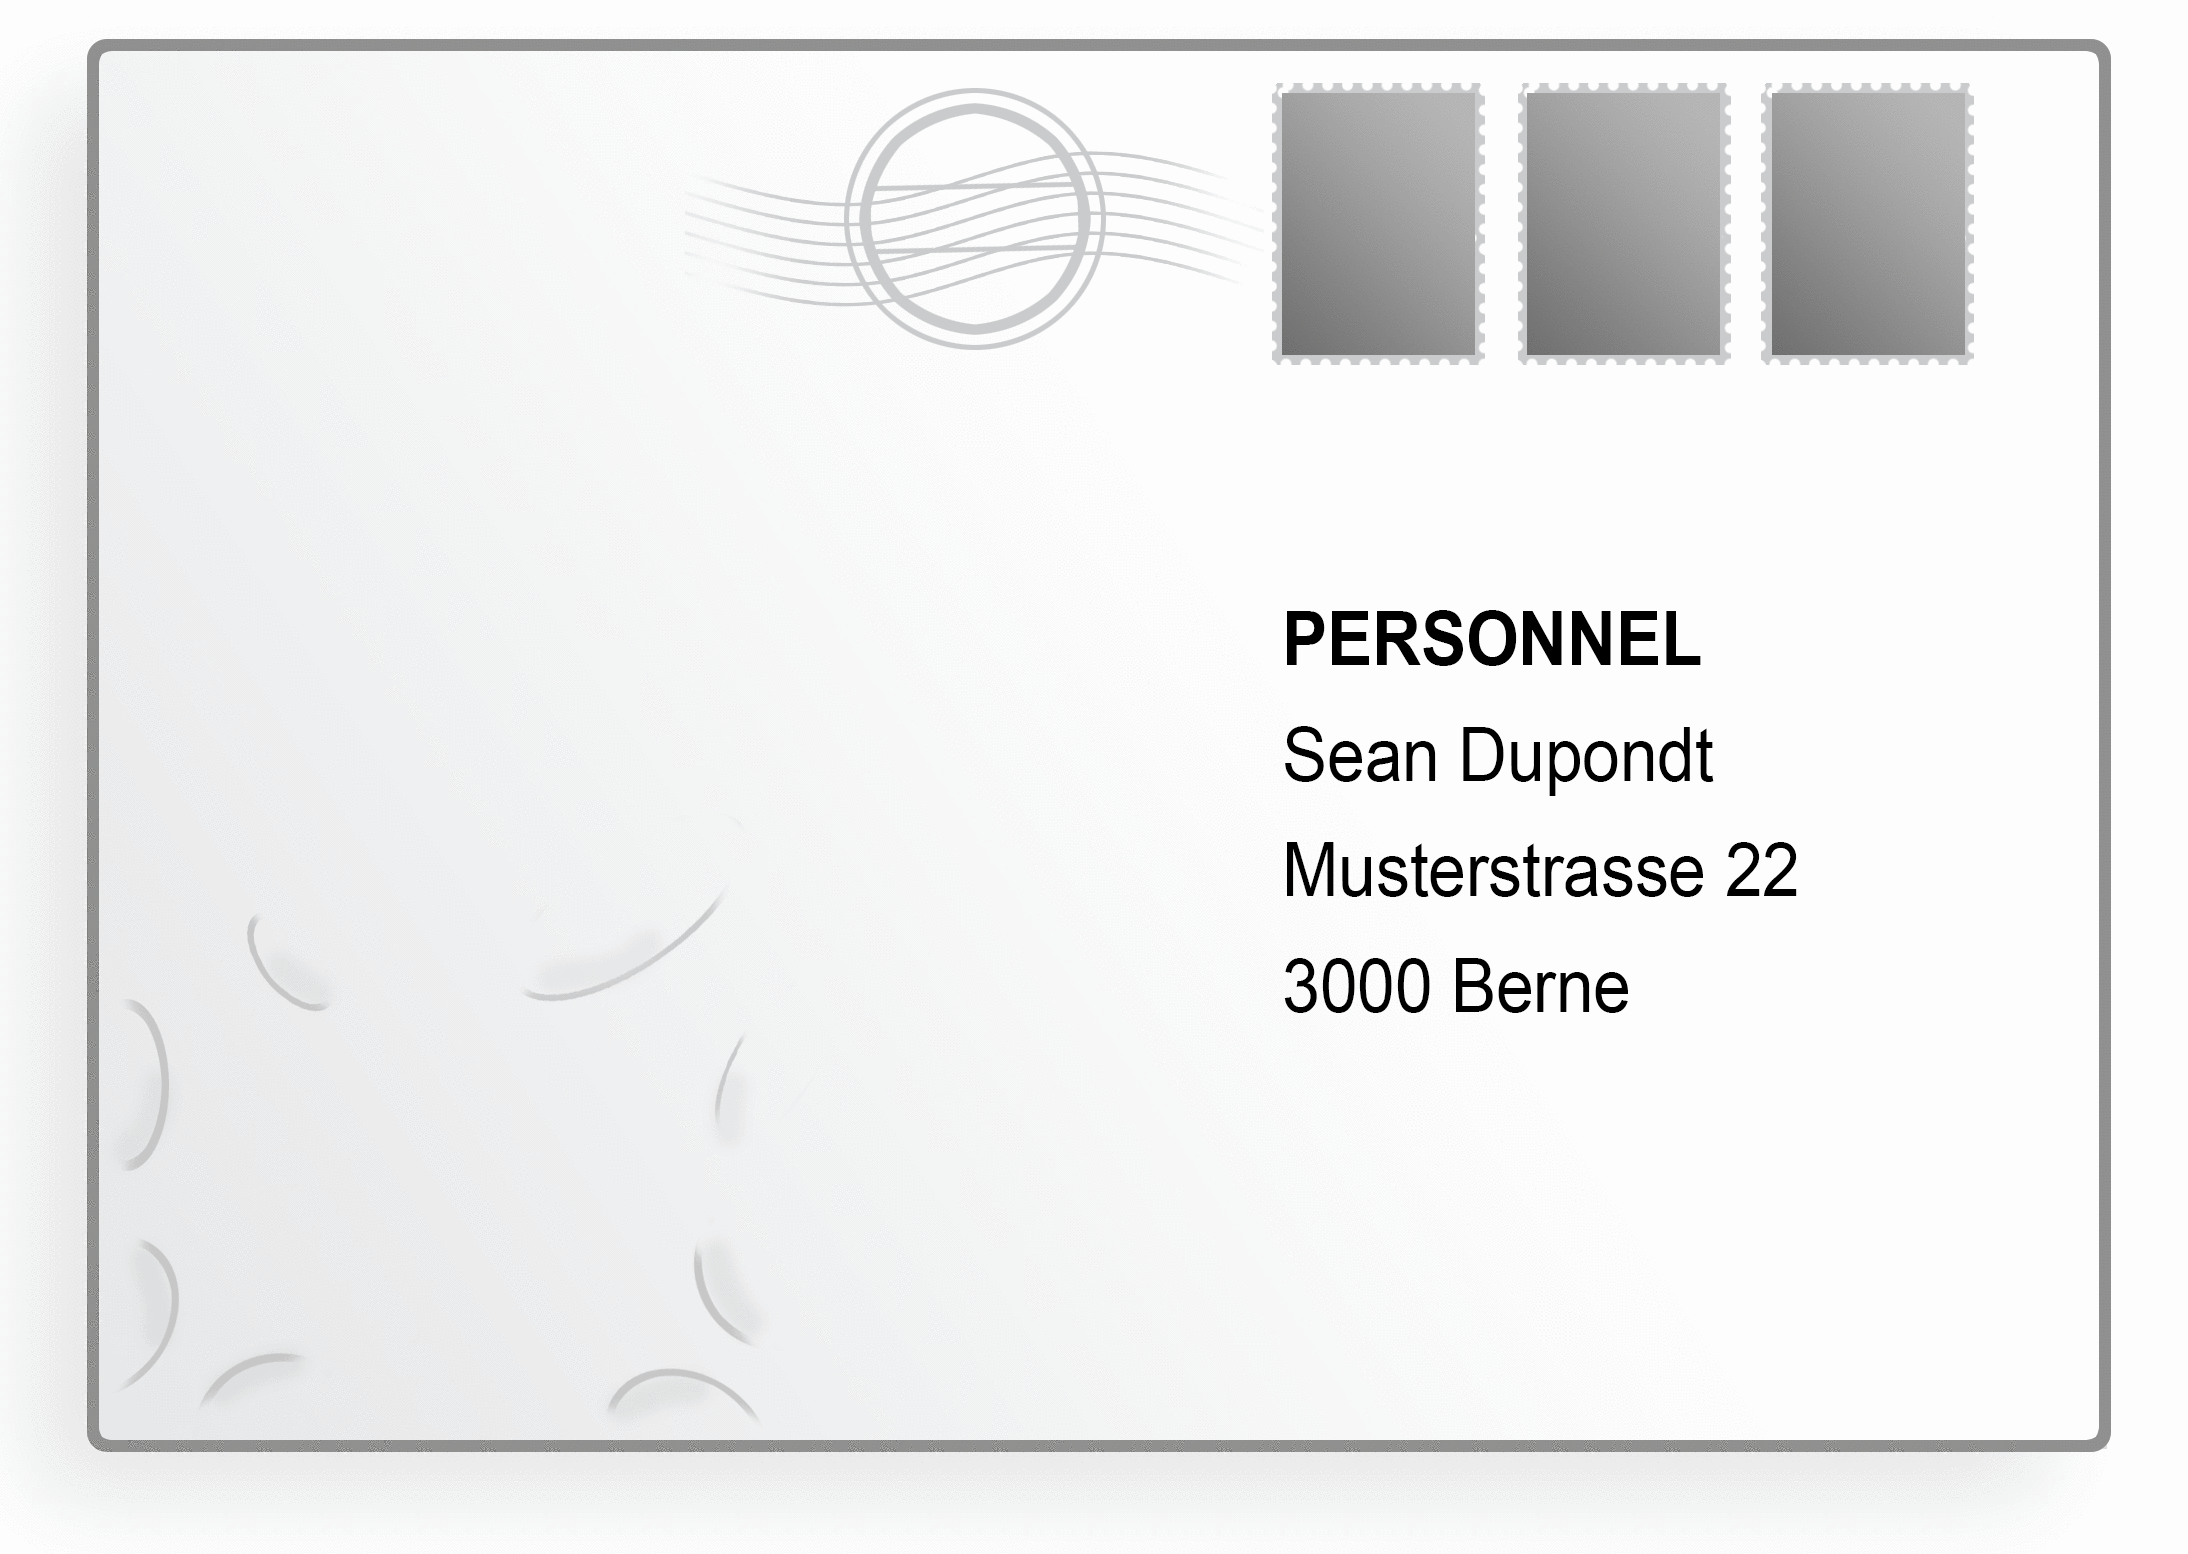 PERSONNEL
Sean Dupondt
Musterstrasse 22
3000 Berne